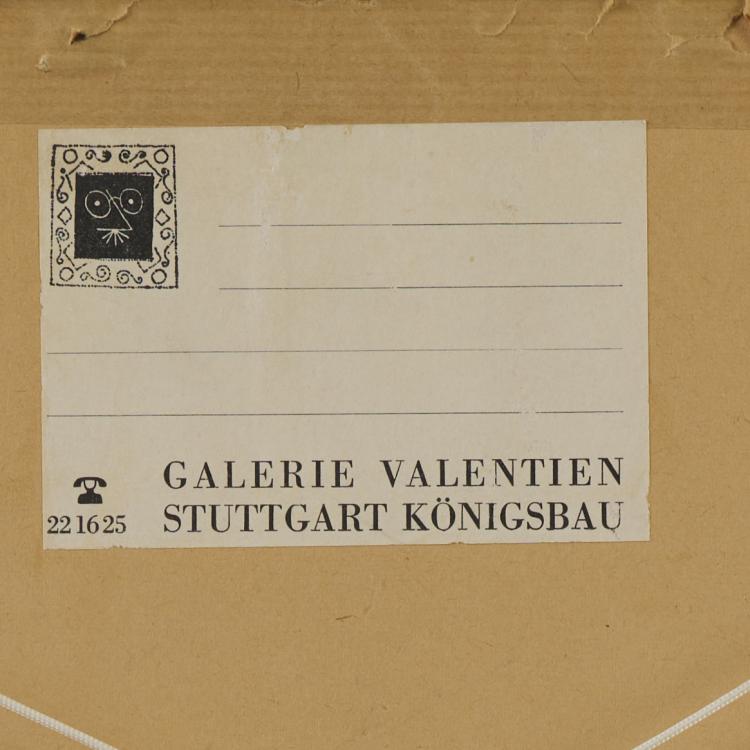 GALERIE VALENTIEN
22 16 25 STUTTGART KÖNIGSBAU